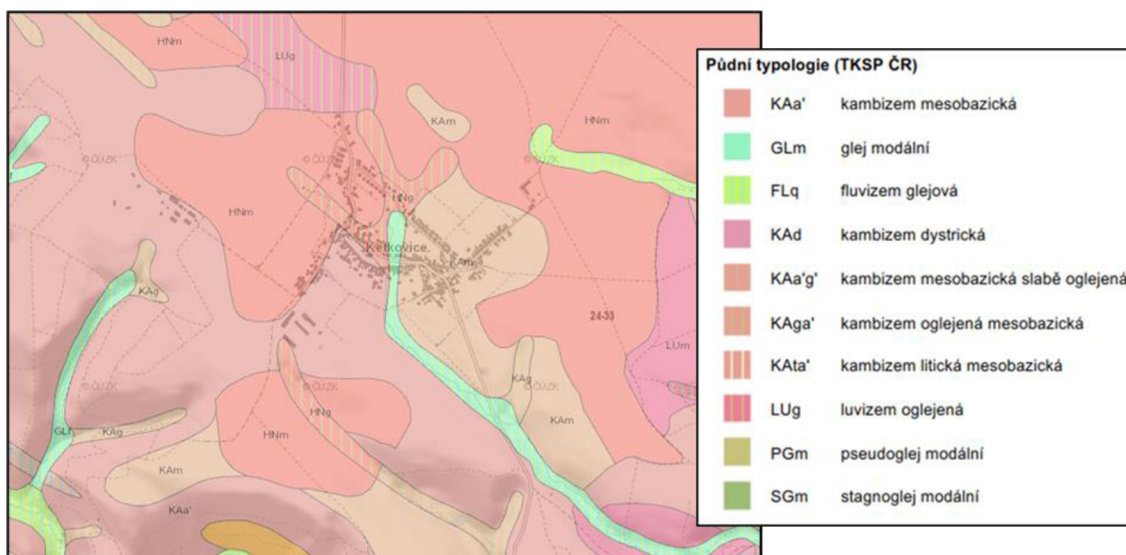 HNm
LUg
KAm
HNm
© ČÚZK
© ČÚZK
© ČÚZK
HNg
HNm
Ketkovice
KAm
KAg
24-33
LUm
© ČÚZK
© ČÚZK
KAg
© ČÚZK
HNg
KAm
GLf
KAg
HNm
KAm
KAa'
Půdní typologie (TKSP ČR)
KAa' kambizem mesobazická
GLm glej modální
FLq fluvizem glejová
KAd kambizem dystrická
KAa'g' kambizem mesobazická slabě oglejená
KAga' kambizem oglejená mesobazická
KAta' kambizem litická mesobazická
LUg luvizem oglejená
PGm pseudoglej modální
SGm stagnoglej modální